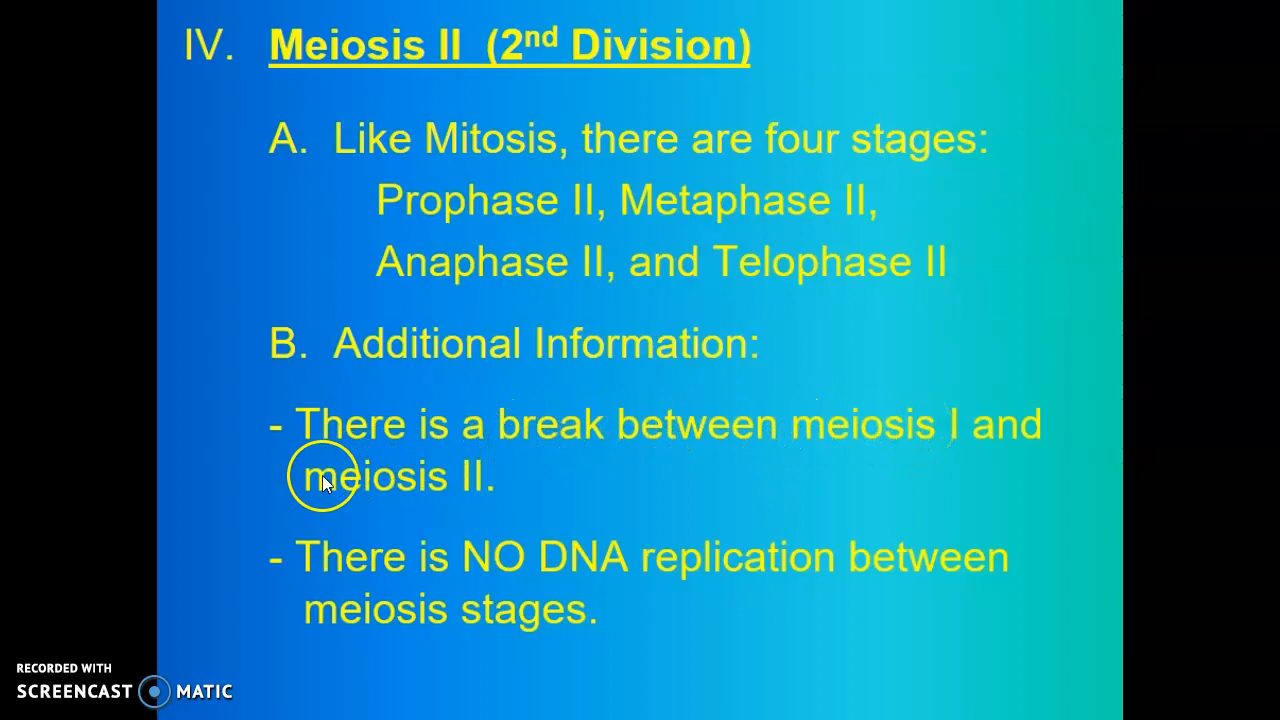 IV. Meiosis II (2nd Division)
A. Like Mitosis, there are four stages:
Prophase II, Metaphase II,
Anaphase II, and Telophase II
B. Additional Information:
- There is a break between meiosis I and
meiosis II.
- There is NO DNA replication between
meiosis stages.
RECORDED WITH
SCREENCAST MATIC